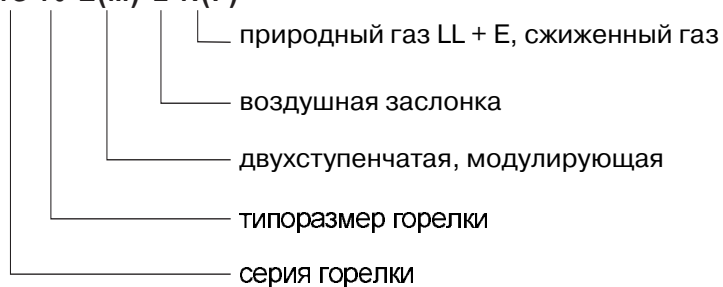 природный газ LL + E, сжиженный газ
воздушная заслонка
двухступенчатая, модулирующая
типоразмер горелки
серия горелки